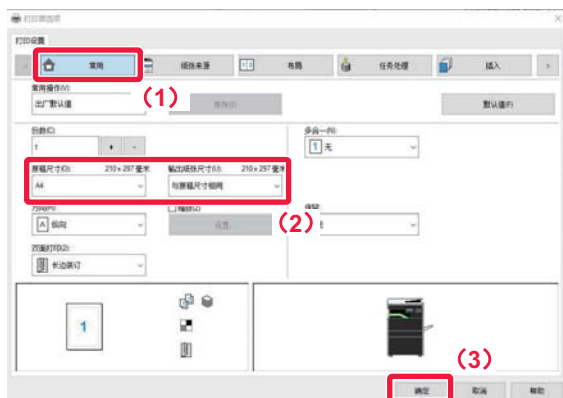 打印首选项
打印设置
常用 纸张来源 布局 任务处理 插入
常用操作(V):
出厂默认值 保存(S) 默认值(F)
(1)
份数(C): 多合一(N):
1 + - 1 无
原稿尺寸(O): 210 x 297 毫米 输出纸张尺寸(U): 210 x 297 毫米
A4 与原稿尺寸相同
(2)
A 纵向 设置...
双面打印(2):
长边装订
1
(3)
确定 取消 帮助